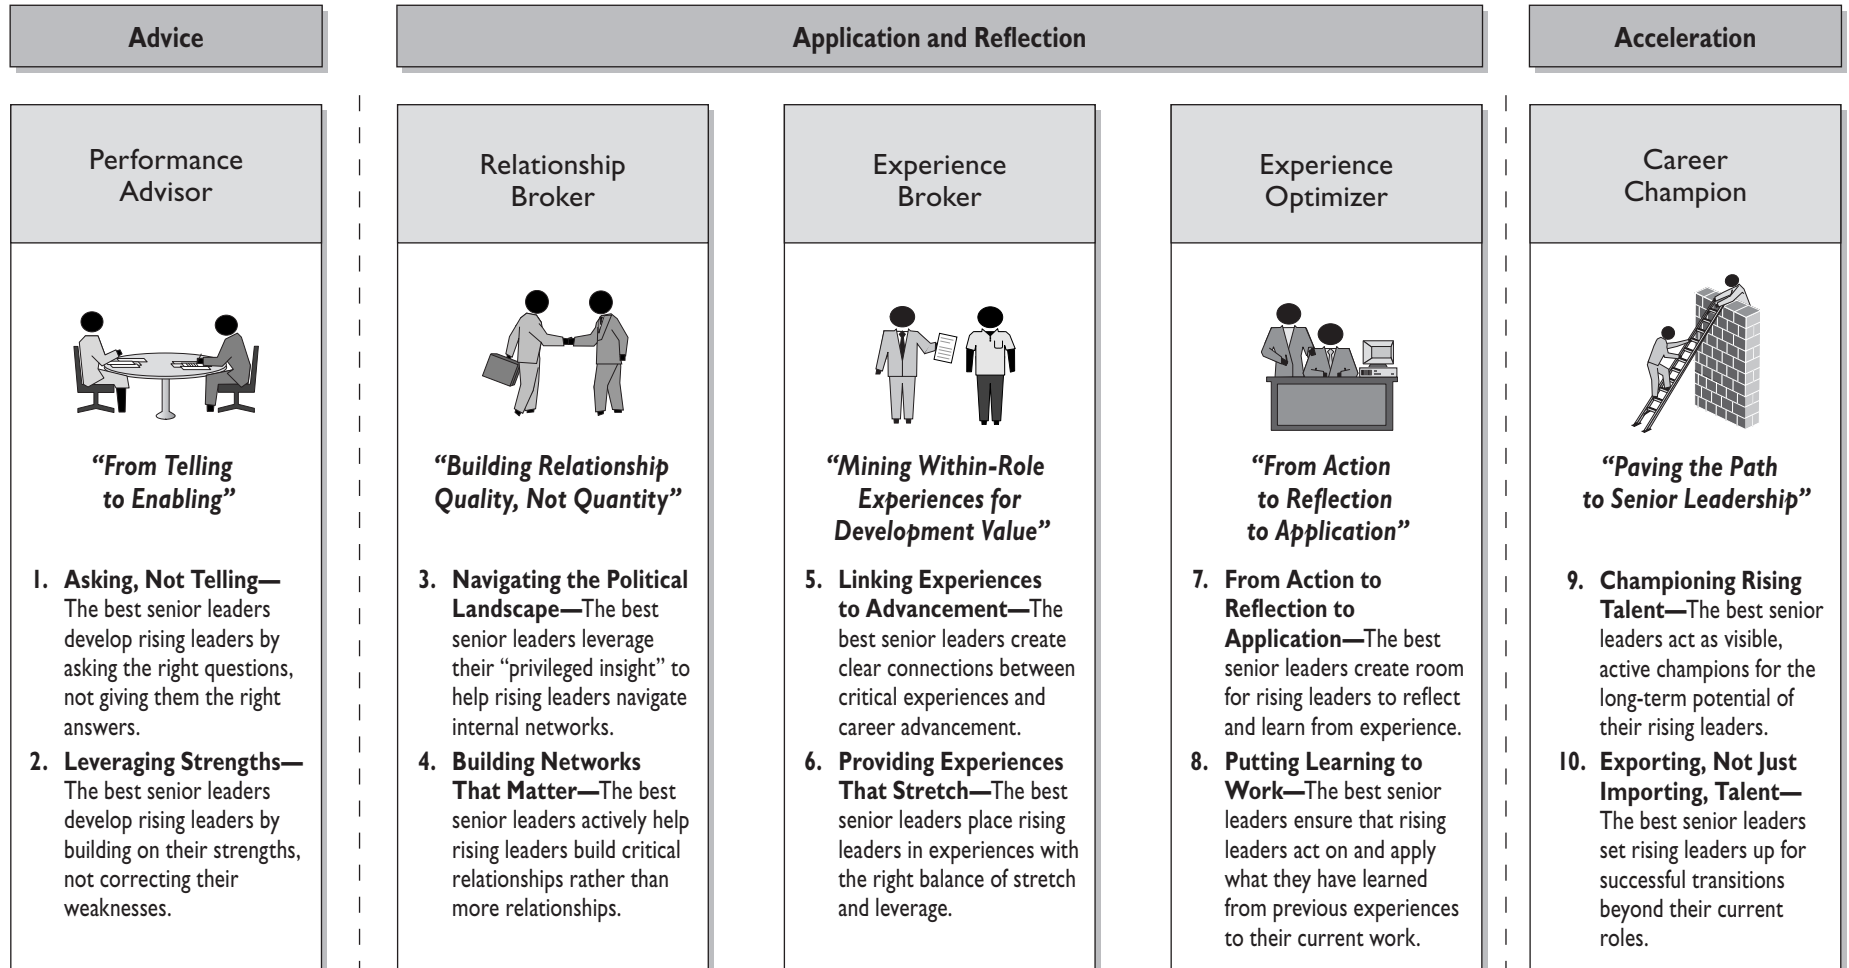 Advice
Application and Reflection
Acceleration
Performance
Advisor
“From Telling
to Enabling”
1. Asking, Not Telling—
The best senior leaders
develop rising leaders by
asking the right questions,
not giving them the right
answers.
2. Leveraging Strengths—
The best senior leaders
develop rising leaders by
building on their strengths,
not correcting their
weaknesses.
Relationship
Broker
“Building Relationship
Quality, Not Quantity”
3. Navigating the Political
Landscape—The best
senior leaders leverage
their “privileged insight” to
help rising leaders navigate
internal networks.
4. Building Networks
That Matter—The best
senior leaders actively help
rising leaders build critical
relationships rather than
more relationships.
Experience
Broker
“Mining Within-Role
Experiences for
Development Value”
5. Linking Experiences
to Advancement—The
best senior leaders create
clear connections between
critical experiences and
career advancement.
6. Providing Experiences
That Stretch—The best
senior leaders place rising
leaders in experiences with
the right balance of stretch
and leverage.
Experience
Optimizer
“From Action
to Reflection
to Application”
7. From Action to
Reflection to
Application—The best
senior leaders create room
for rising leaders to reflect
and learn from experience.
8. Putting Learning to
Work—The best senior
leaders ensure that rising
leaders act on and apply
what they have learned
from previous experiences
to their current work.
Career
Champion
“Paving the Path
to Senior Leadership”
9. Championing Rising
Talent—The best senior
leaders act as visible,
active champions for the
long-term potential of
their rising leaders.
10. Exporting, Not Just
Importing, Talent—
The best senior leaders
set rising leaders up for
successful transitions
beyond their current
roles.